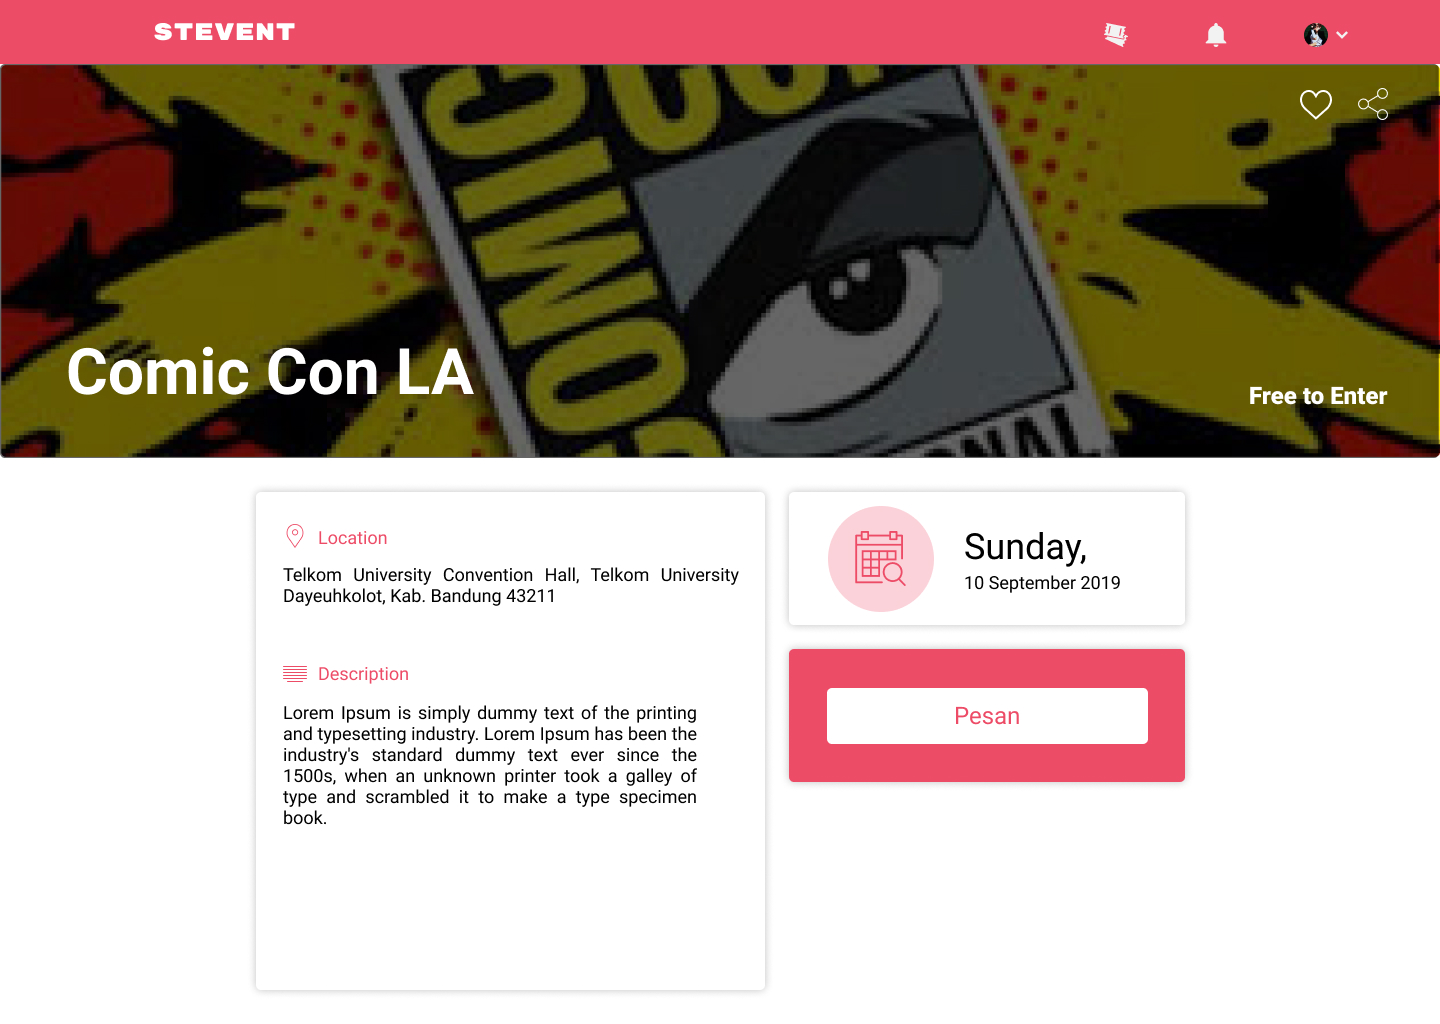 STEVENT
COMIC CON
Comic Con LA
Free to Enter
Location
Telkom University Convention Hall, Telkom University
Dayeuhkolot, Kab. Bandung 43211
Description
Lorem Ipsum is simply dummy text of the printing
and typesetting industry. Lorem Ipsum has been the
industry's standard dummy text ever since the
1500s, when an unknown printer took a galley of
type and scrambled it to make a type specimen
book.
Sunday,
10 September 2019
Pesan